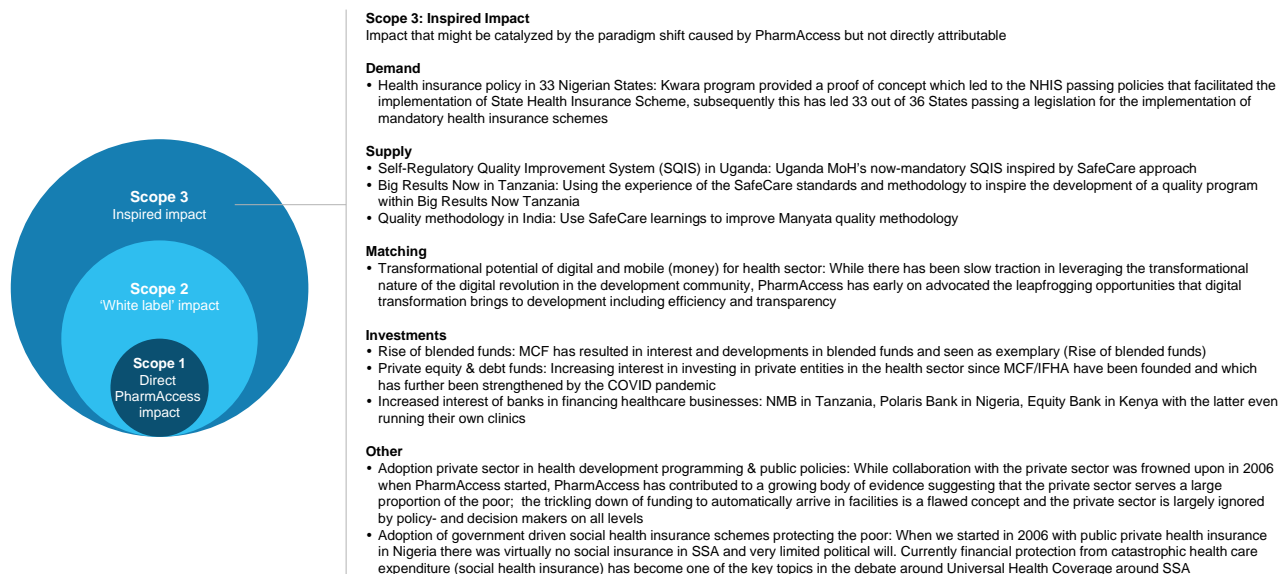 Scope 3: Inspired Impact
Impact that might be catalyzed by the paradigm shift caused by PharmAccess but not directly attributable
Demand
• Health insurance policy in 33 Nigerian States: Kwara program provided a proof of concept which led to the NHIS passing policies that facilitated the
implementation of State Health Insurance Scheme, subsequently this has led 33 out of 36 States passing a legislation for the implementation of
mandatory health insurance schemes
Supply
• Self-Regulatory Quality Improvement System (SQIS) in Uganda: Uganda MoH's now-mandatory SQIS inspired by SafeCare approach
• Big Results Now in Tanzania: Using the experience of the SafeCare standards and methodology to inspire the development of a quality program
within Big Results Now Tanzania
• Quality methodology in India: Use SafeCare learnings to improve Manyata quality methodology
Matching
• Transformational potential of digital and mobile (money) for health sector: While there has been slow traction in leveraging the transformational
nature of the digital revolution in the development community, PharmAccess has early on advocated the leapfrogging opportunities that digital
transformation brings to development including efficiency and transparency
Investments
• Rise of blended funds: MCF has resulted in interest and developments in blended funds and seen as exemplary (Rise of blended funds)
• Private equity & debt funds: Increasing interest in investing in private entities in the health sector since MCF/IFHA have been founded and which
has further been strengthened by the COVID pandemic
• Increased interest of banks in financing healthcare businesses: NMB in Tanzania, Polaris Bank in Nigeria, Equity Bank in Kenya with the latter even
running their own clinics
Other
• Adoption private sector in health development programming & public policies: While collaboration with the private sector was frowned upon in 2006
when PharmAccess started, PharmAccess has contributed to a growing body of evidence suggesting that the private sector serves a large
proportion of the poor;  the trickling down of funding to automatically arrive in facilities is a flawed concept and the private sector is largely ignored
by policy- and decision makers on all levels
• Adoption of government driven social health insurance schemes protecting the poor: When we started in 2006 with public private health insurance
in Nigeria there was virtually no social insurance in SSA and very limited political will. Currently financial protection from catastrophic health care
expenditure (social health insurance) has become one of the key topics in the debate around Universal Health Coverage around SSA
Scope 3
Inspired impact
Scope 2
'White label' impact
Scope 1
Direct
PharmAccess
impact